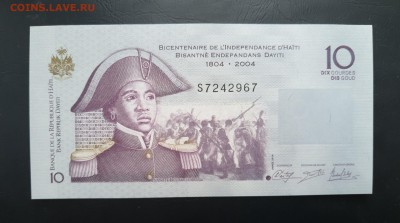 COINS.LAVE.RU
BICENTENAIRE DE L'INDEPENDANCE D'HAITI
BISANTNÈ ENDEPANDANS DAYITI
1804 • 2004
10
DIX GOURDES
DIS GOUD
S7242967
BANQUE DE LA REPUBLIQUE D'HAITI
BANK REPIBLIK DAYITI
10